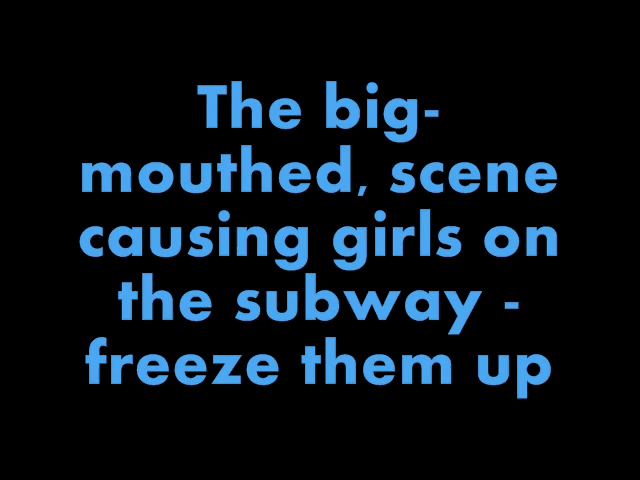 The big-
mouthed, scene
causing girls on
the subway -
freeze them up